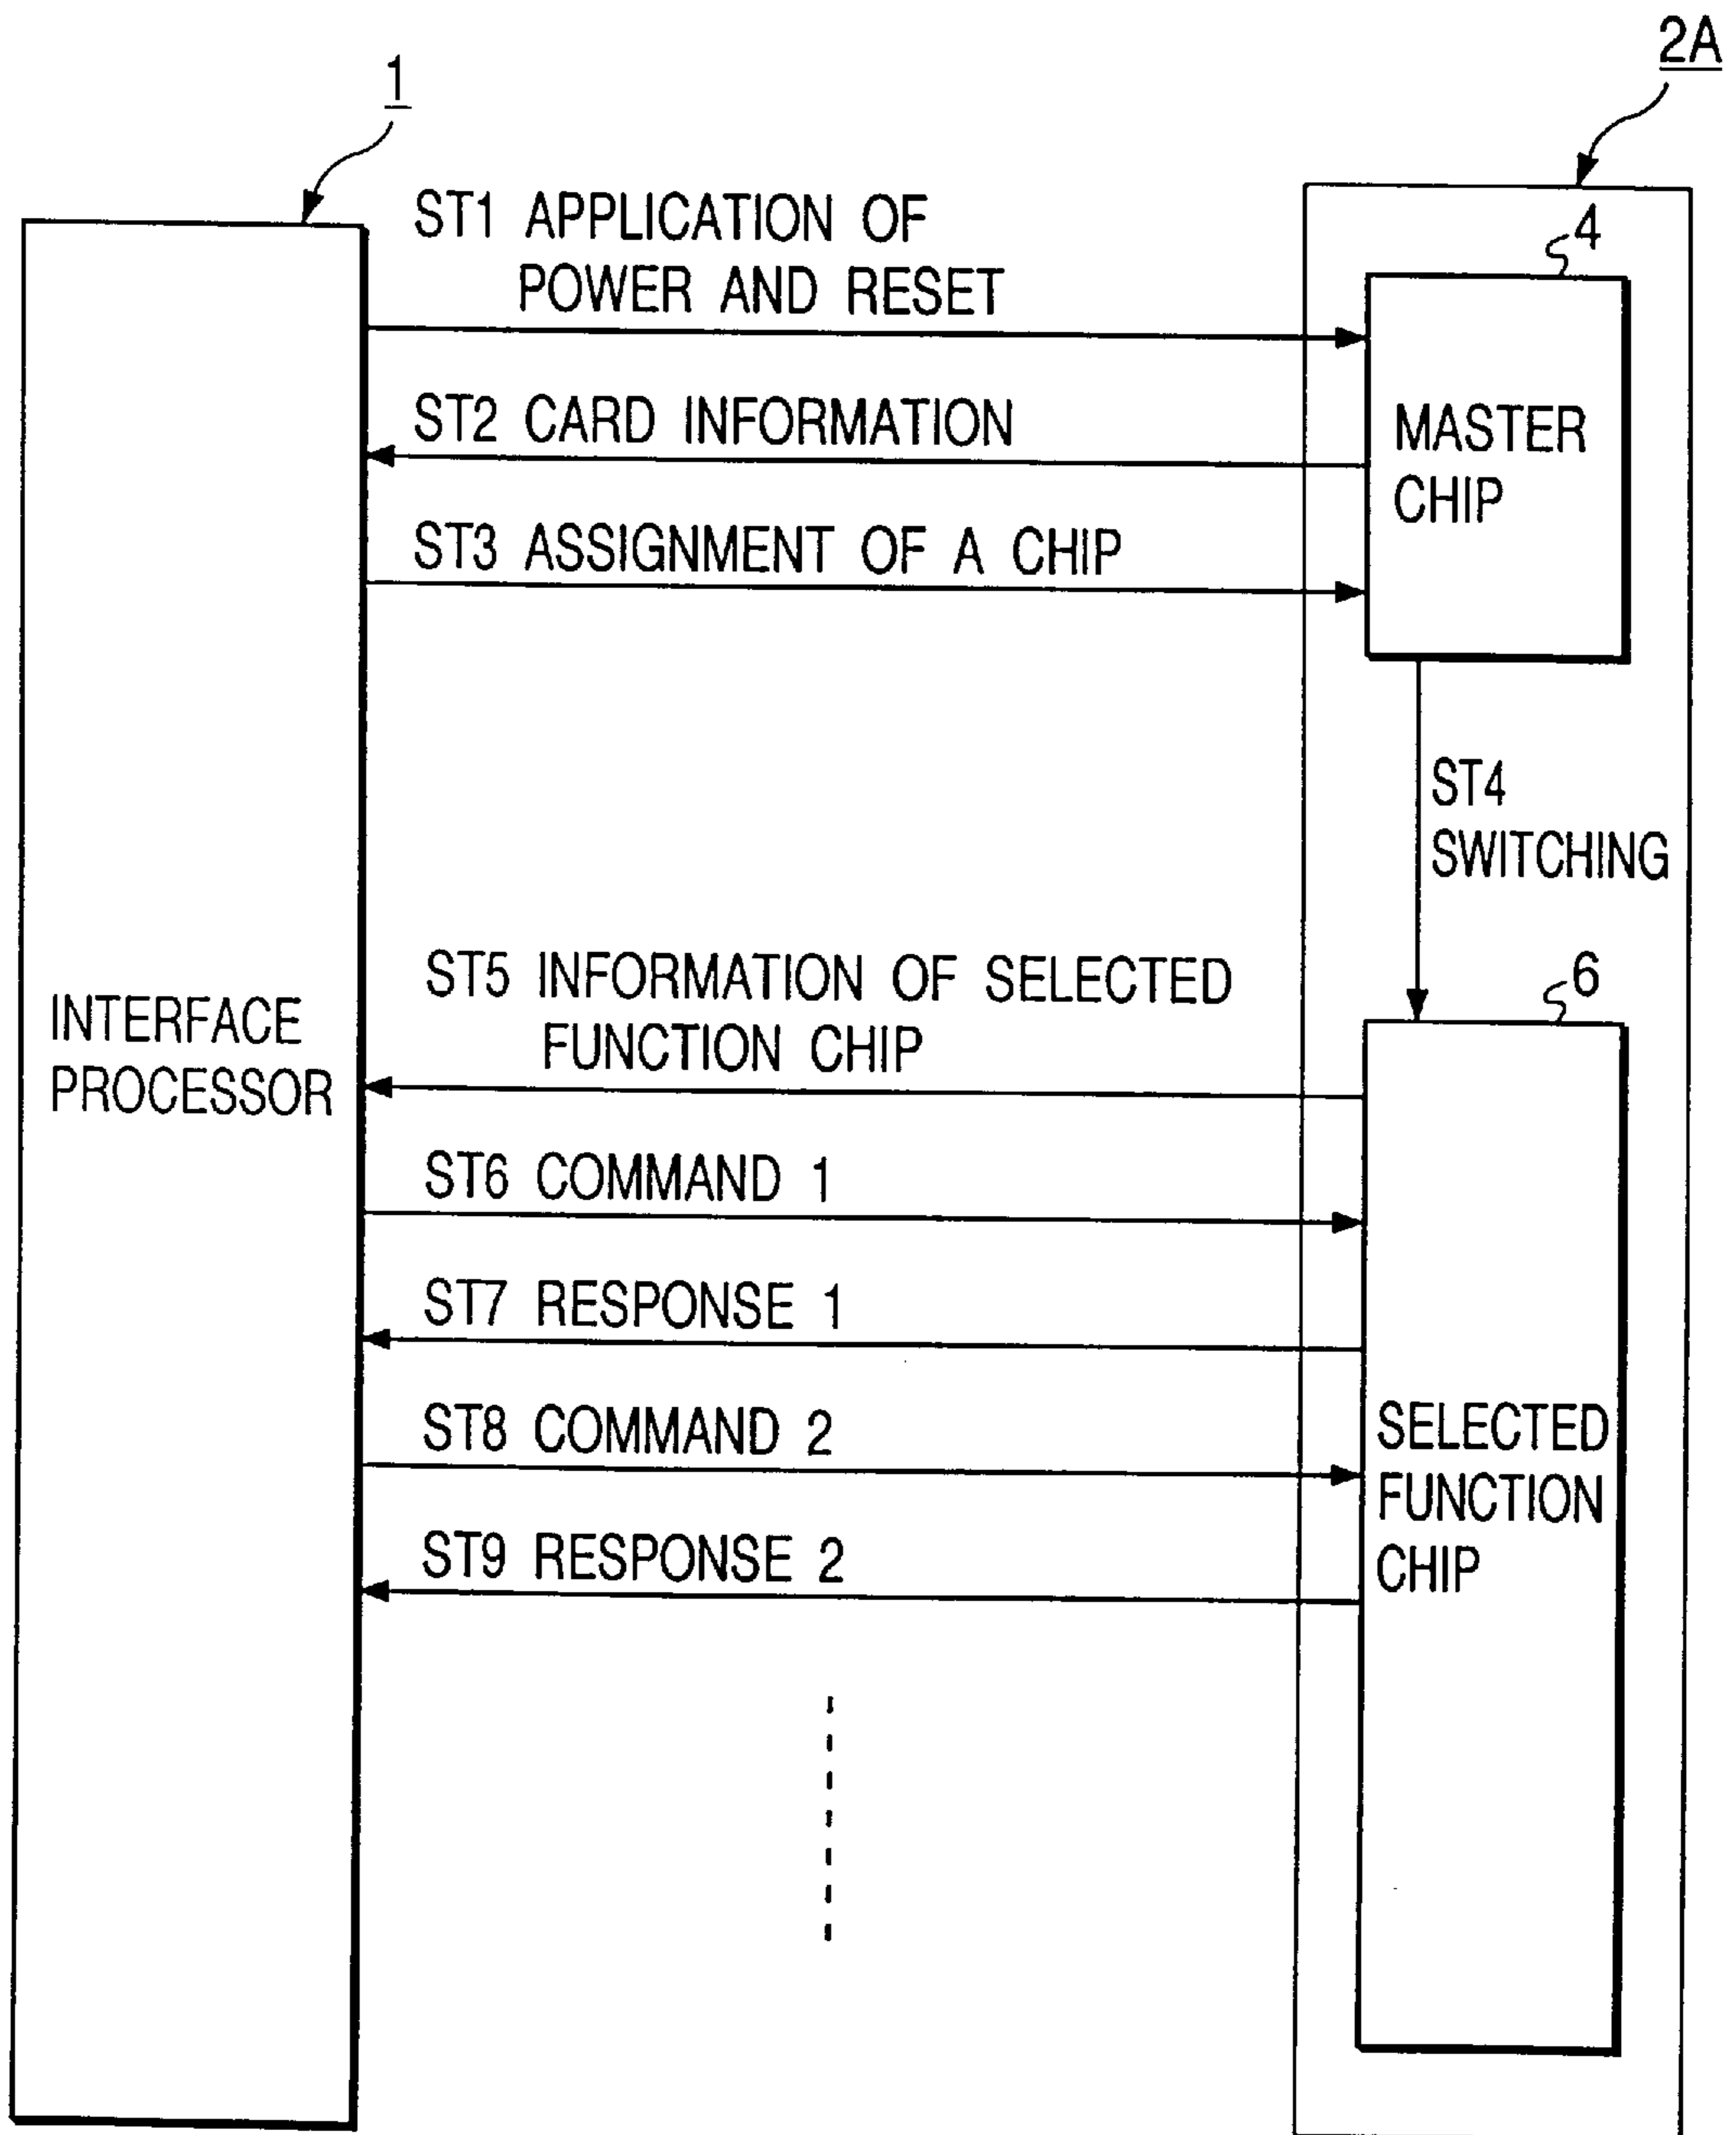 2A
1
ST1 APPLICATION OF
POWER AND RESET
4
ST2 CARD INFORMATION
MASTER
CHIP
ST3 ASSIGNMENT OF A CHIP
ST4
SWITCHING
ST5 INFORMATION OF SELECTED
FUNCTION CHIP
6
INTERFACE
PROCESSOR
ST6 COMMAND 1
ST7 RESPONSE 1
ST8 COMMAND 2
SELECTED
FUNCTION
CHIP
ST9 RESPONSE 2